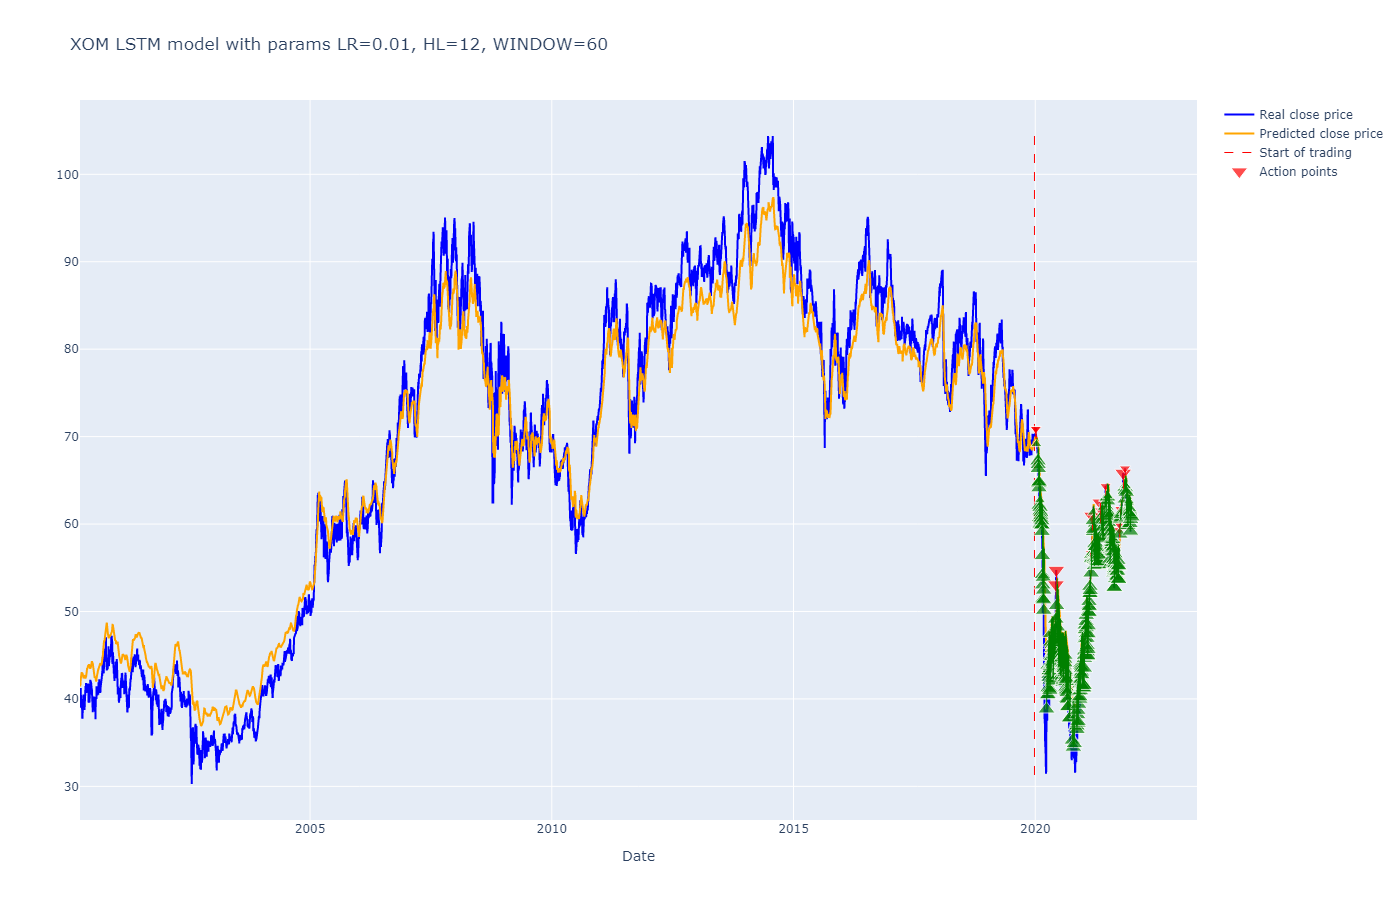 XOM LSTM model with params LR=0.01, HL=12, WINDOW=60
Real close price
Predicted close price
Start of trading
Action points
100
90
80
70
60
50
40
30
2005
2010
2015
2020
Date